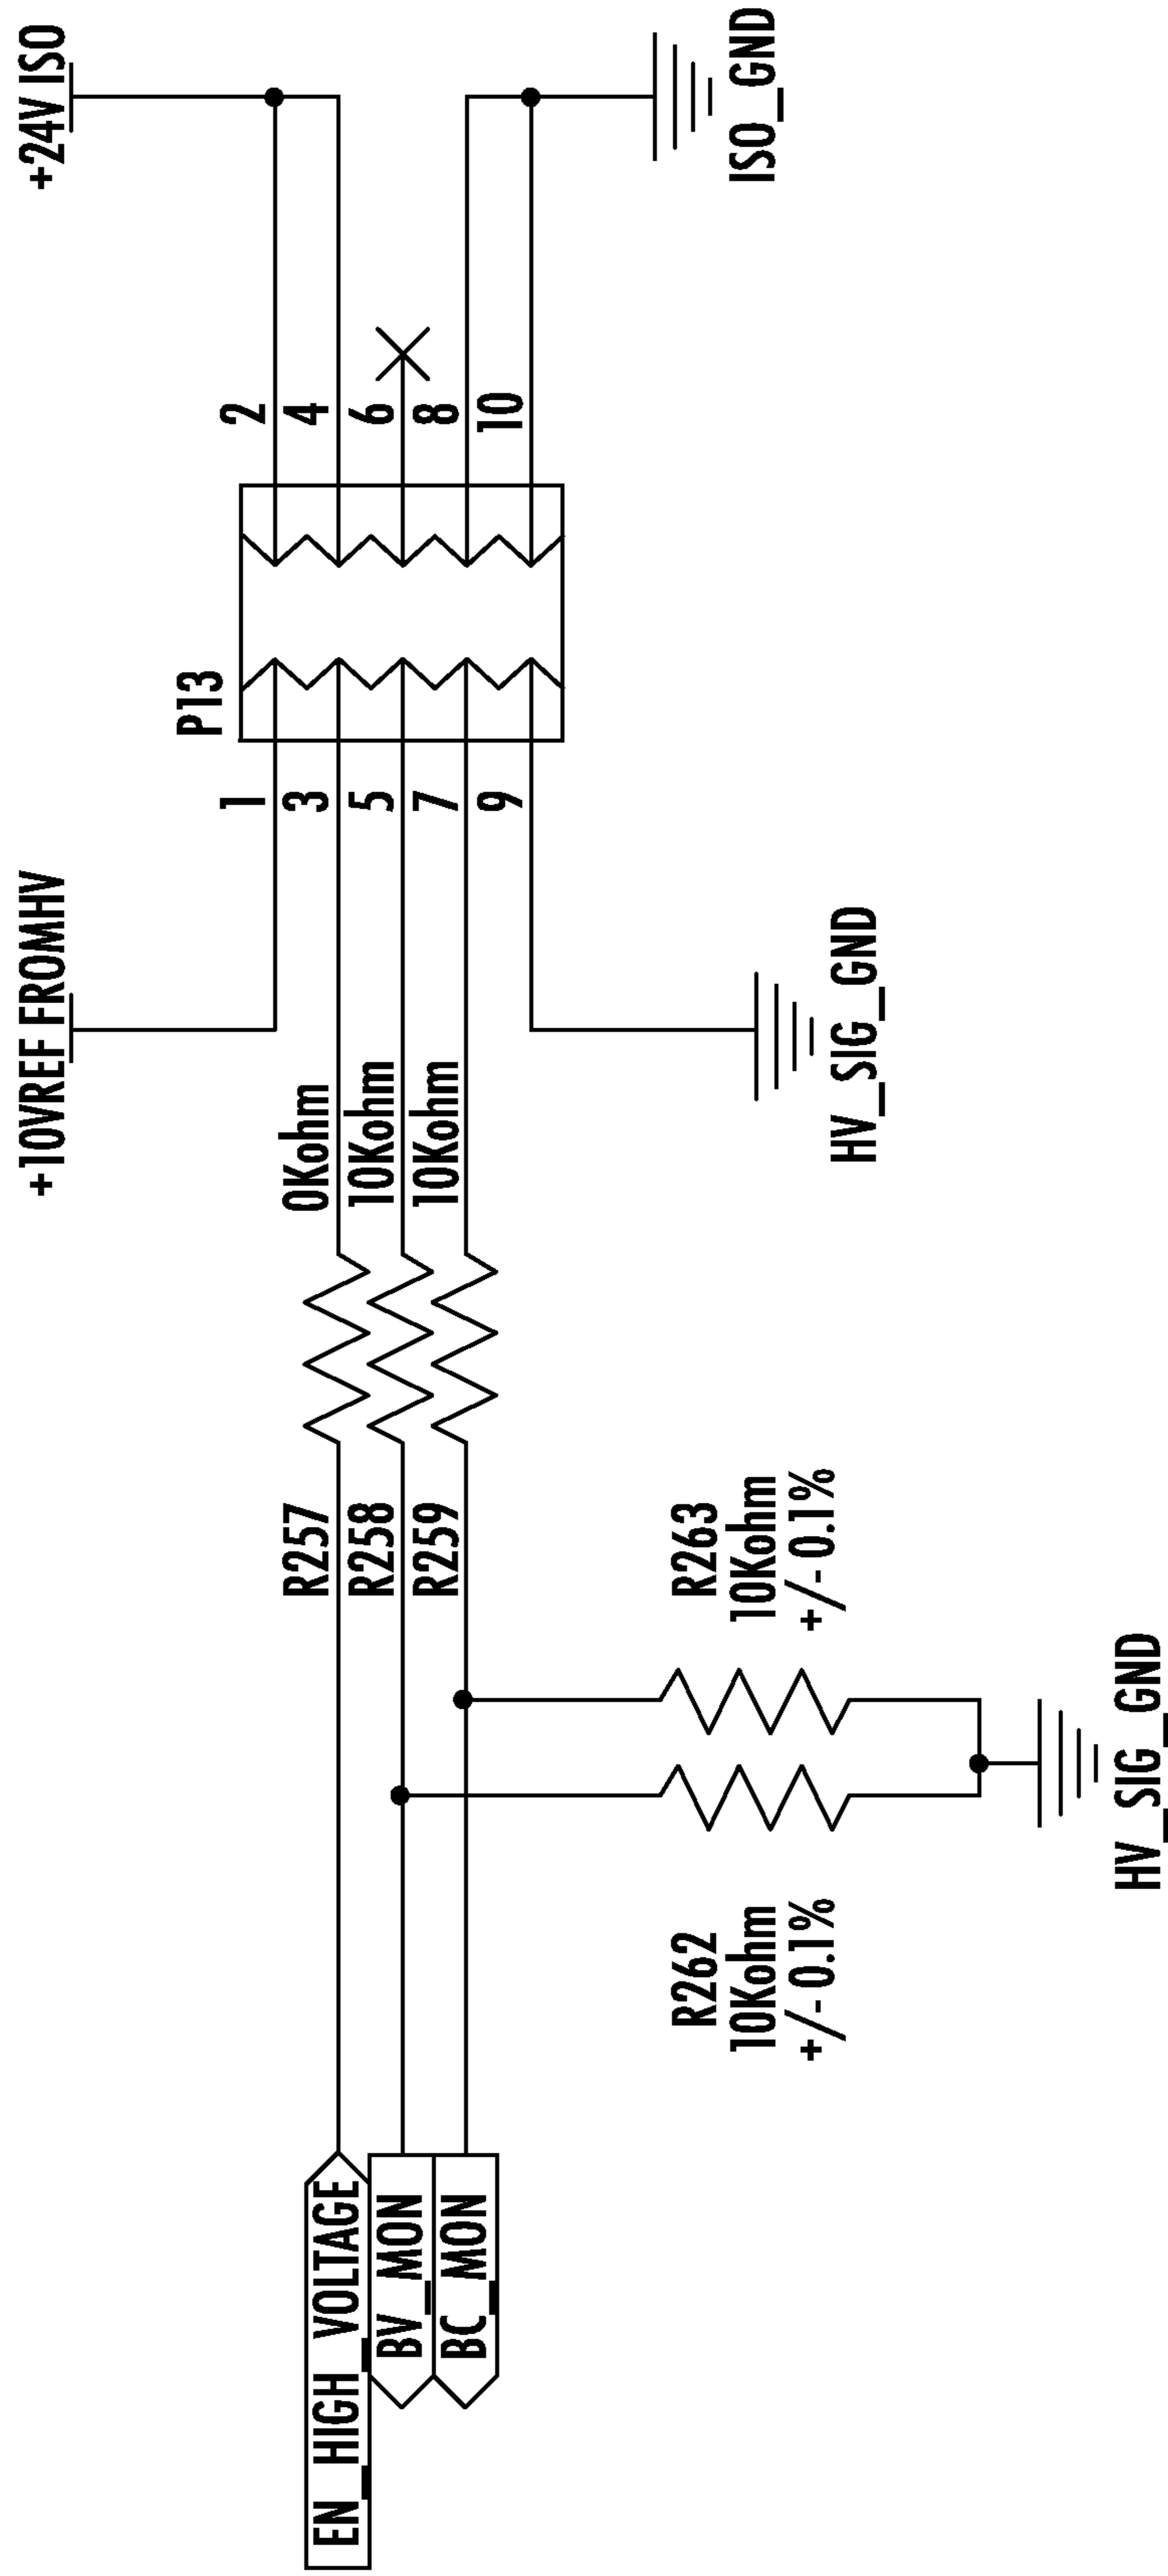 +10VREF FROMHV
+24V ISO
P13
0Kohm
1
2
R257
3
4
10Kohm
R258
5
6
10Kohm
R259
7
8
9
10
EN_HIGH_VOLTAGE
BV_MON
BC_MON
R262
10Kohm
+/-0.1%
R263
10Kohm
+/-0.1%
HV_SIG_GND
ISO_GND
HV_SIG_GND